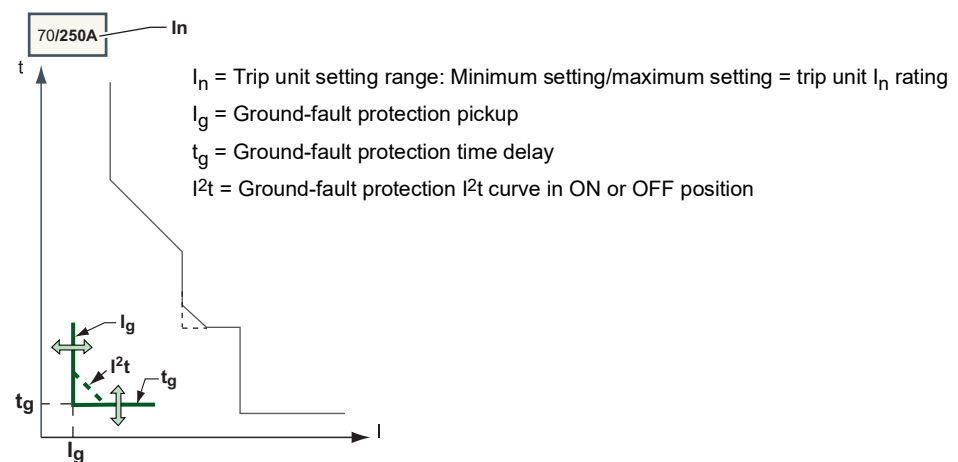 70/250A
In
t
Iₙ = Trip unit setting range: Minimum setting/maximum setting = trip unit Iₙ rating
I_g = Ground-fault protection pickup
t_g = Ground-fault protection time delay
I²t = Ground-fault protection I²t curve in ON or OFF position
Ig
I²t
tg
tg
I
Ig